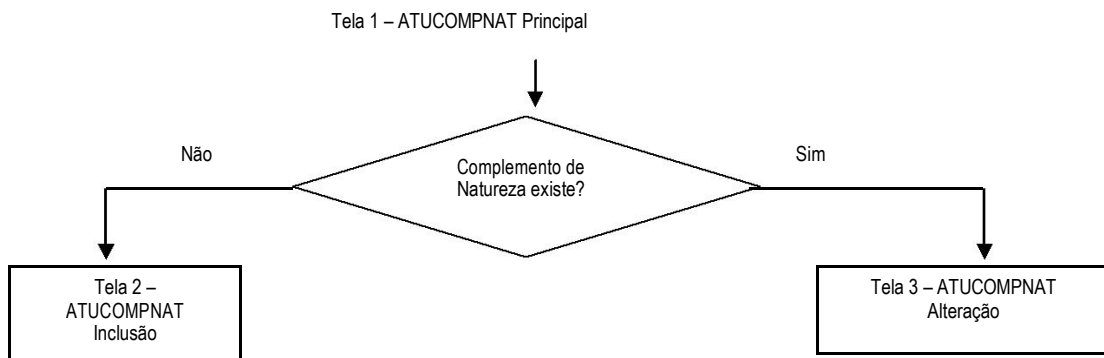 Tela 1 – ATUCOMPNAT Principal
Não
Complemento de
Natureza existe?
Sim
Tela 2 –
ATUCOMPNAT
Inclusão
Tela 3 – ATUCOMPNAT
Alteração